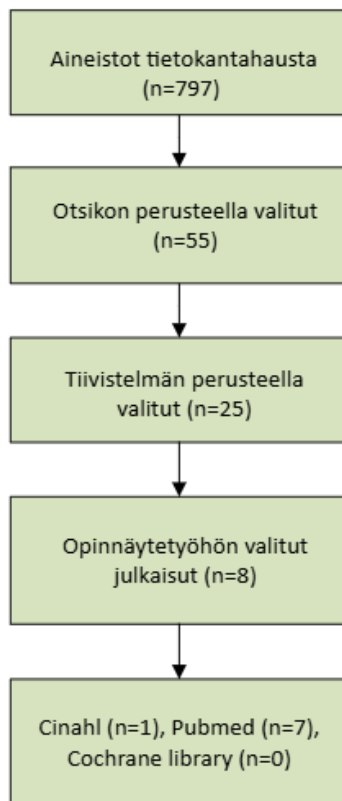 Aineistot tietokantahausta
(n=797)
Otsikon perusteella valitut
(n=55)
Tiivistelmän perusteella
valitut (n=25)
Opinnäytetyöhön valitut
julkaisut (n=8)
Cinahl (n=1), Pubmed (n=7),
Cochrane library (n=0)